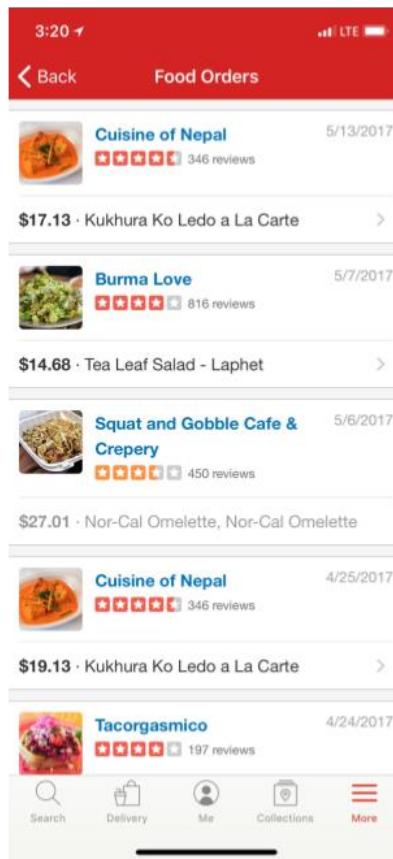 3:20
LTE
Back
Food Orders
Cuisine of Nepal
5/13/2017
346 reviews
$17.13 · Kukhura Ko Ledo a La Carte
Burma Love
5/7/2017
816 reviews
$14.68 · Tea Leaf Salad - Laphet
Squat and Gobble Cafe &
5/6/2017
Crepery
450 reviews
$27.01 · Nor-Cal Omelette, Nor-Cal Omelette
Cuisine of Nepal
4/25/2017
346 reviews
$19.13 · Kukhura Ko Ledo a La Carte
Tacorgasmico
4/24/2017
197 reviews
Search
Delivery
Me
Collections
More